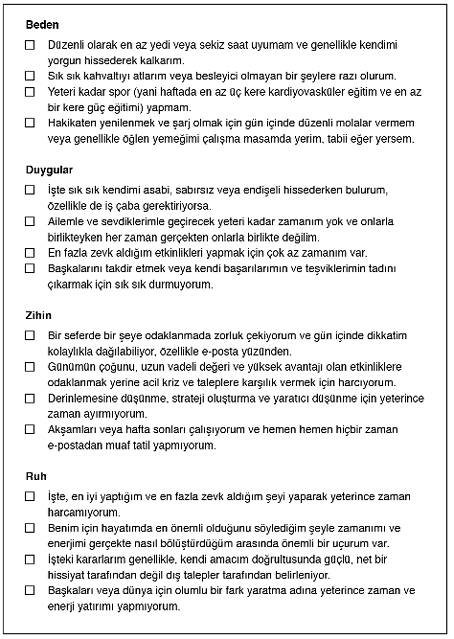 Beden
Düzenli olarak en az yedi veya sekiz saat uyumam ve genellikle kendimi
yorgun hissederek kalkarım.
Sık sık kahvaltıyı atlarım veya besleyici olmayan bir şeylere razı olurum.
Yeteri kadar spor (yani haftada en az üç kere kardiyovasküler eğitim ve en az
bir kere güç eğitimi) yapmam.
Hakikaten yenilenmek ve şarj olmak için gün içinde düzenli molalar vermem
veya genellikle öğlen yemeğimi çalışma masamda yerim, tabii eğer yersem.
Duygular
İşte sık sık kendimi asabi, sabırsız veya endişeli hissederken bulurum,
özellikle de iş çaba gerektiriyorsa.
Ailemle ve sevdiklerimle geçirecek yeteri kadar zamanım yok ve onlarla
birlikteyken her zaman gerçekten onlarla birlikte değilim.
En fazla zevk aldığım etkinlikleri yapmak için çok az zamanım var.
Başkalarını takdir etmek veya kendi başarılarımın ve teşviklerimin tadını
çıkarmak için sık sık durmuyorum.
Zihin
Bir seferde bir şeye odaklanmada zorluk çekiyorum ve gün içinde dikkatim
kolaylıkla dağılabiliyor, özellikle e-posta yüzünden.
Günümün çoğunu, uzun vadeli değeri ve yüksek avantajı olan etkinliklere
odaklanmak yerine acil kriz ve taleplere karşılık vermek için harcıyorum.
Derinlemesine düşünme, strateji oluşturma ve yaratıcı düşünme için yeterince
zaman ayırmıyorum.
Akşamları veya hafta sonları çalışıyorum ve hemen hemen hiçbir zaman
e-postadan muaf tatil yapmıyorum.
Ruh
İşte, en iyi yaptığım ve en fazla zevk aldığım şeyi yaparak yeterince zaman
harcamıyorum.
Benim için hayatımda en önemli olduğunu söylediğim şeyle zamanımı ve
enerjimi gerçekte nasıl bölüştürdüğüm arasında önemli bir uçurum var.
İşteki kararlarım genellikle, kendi amacım doğrultusunda güçlü, net bir
hissiyat tarafından değil dış talepler tarafından belirleniyor.
Başkaları veya dünya için olumlu bir fark yaratma adına yeterince zaman ve
enerji yatırımı yapmıyorum.